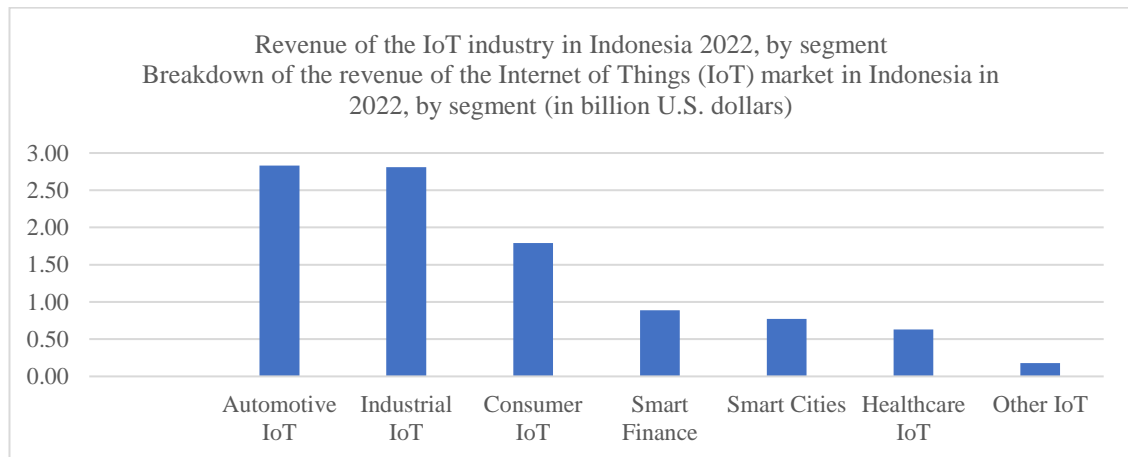 Revenue of the IoT industry in Indonesia 2022, by segment
Breakdown of the revenue of the Internet of Things (IoT) market in Indonesia in
2022, by segment (in billion U.S. dollars)
3.00
2.50
2.00
1.50
1.00
0.50
0.00
Automotive IoT
Industrial IoT
Consumer IoT
Smart Finance
Smart Cities
Healthcare IoT
Other IoT